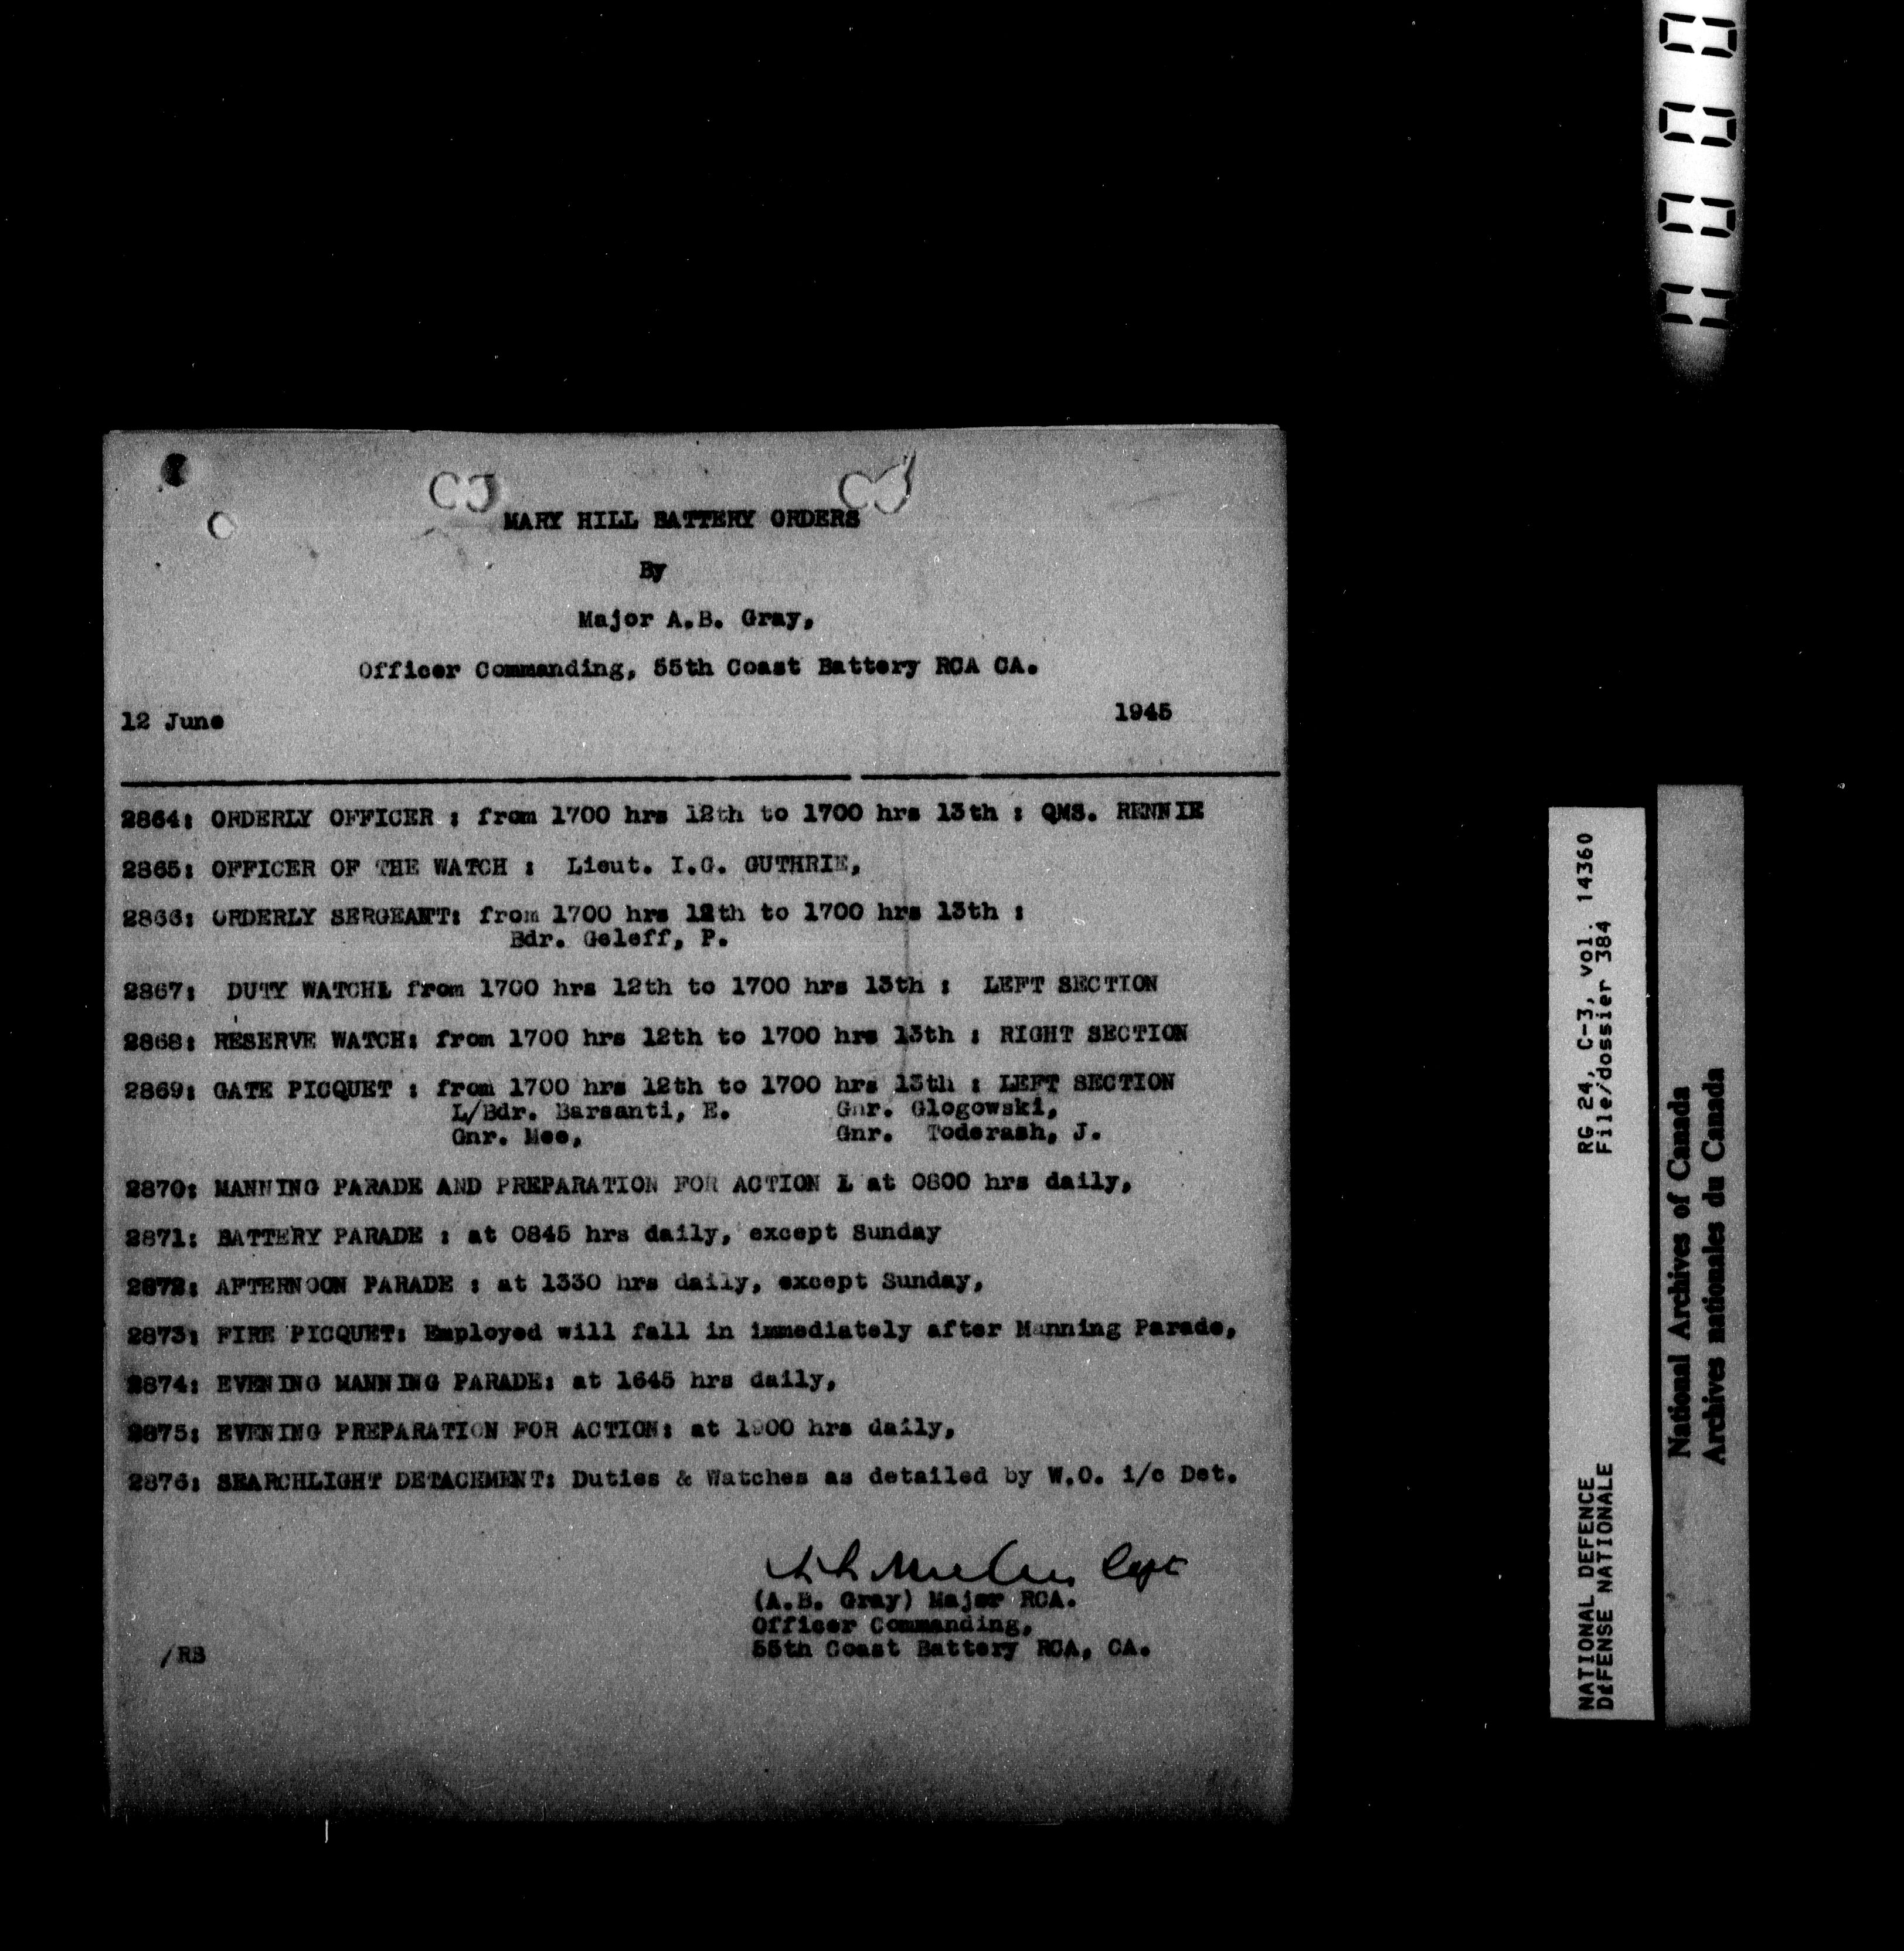 MARY HILL BATTERY ORDERS
By
Major A.B. Gray,
Officer Commanding, 55th Coast Battery RCA CA.
12 June 1945
2864: ORDERLY OFFICER : from 1700 hrs 12th to 1700 hrs 13th : QMS. RENNIE
2865: OFFICER OF THE WATCH : Lieut. I.G. GUTHRIE,
2866: ORDERLY SERGEANT: from 1700 hrs 12th to 1700 hrs 13th :
Bdr. Geleff, P.
2867: DUTY WATCHL from 1700 hrs 12th to 1700 hrs 13th : LEFT SECTION
2868: RESERVE WATCH: from 1700 hrs 12th to 1700 hrs 13th : RIGHT SECTION
2869: GATE PICQUET : from 1700 hrs 12th to 1700 hrs 13th : LEFT SECTION
L/Bdr. Barsanti, E. Gnr. Glogowski,
Gnr. Mee, Gnr. Toderash, J.
2870: MANNING PARADE AND PREPARATION FOR ACTION L at 0800 hrs daily,
2871: BATTERY PARADE : at 0845 hrs daily, except Sunday
2872: AFTERNOON PARADE : at 1330 hrs daily, except Sunday,
2873: FIRE PICQUET: Employed will fall in immediately after Manning Parade,
2874: EVENING MANNING PARADE: at 1645 hrs daily,
2875: EVENING PREPARATION FOR ACTION: at 1900 hrs daily,
2876: SEARCHLIGHT DETACEMENT: Duties & Watches as detailed by W.O. i/c Det.
Capt
(A.B. Gray) Major RCA.
Officer Commanding,
55th Coast Battery RCA, CA.
/RS
NATIONAL DEFENCE RG 24, C-3, vol. 14360
DÉFENSE NATIONALE File/dossier 384
National Archives of Canada
Archives nationales du Canada